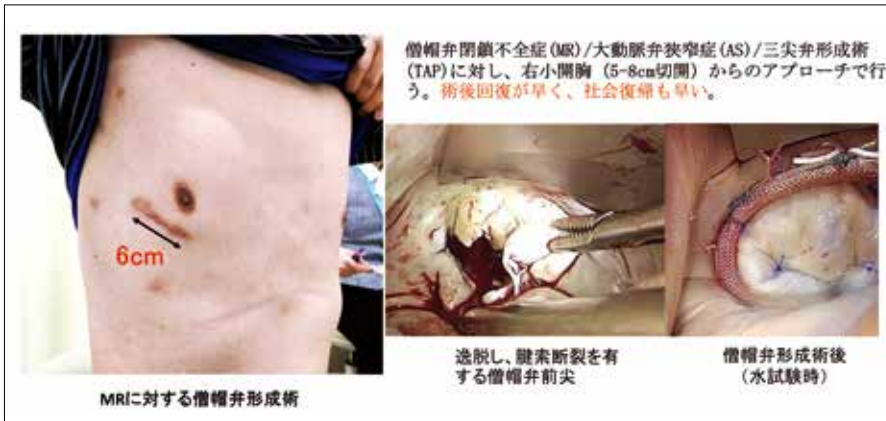 僧帽弁閉鎖不全症(MR)/大動脈弁狭窄症(AS)/三尖弁形成術
(TAP)に対し、右小開胸（5-8cm切開）からのアプローチで行
う。術後回復が早く、社会復帰も早い。
6cm
MRに対する僧帽弁形成術
逸脱し、腱索断裂を有
する僧帽弁前尖
僧帽弁形成術後
（水試験時）